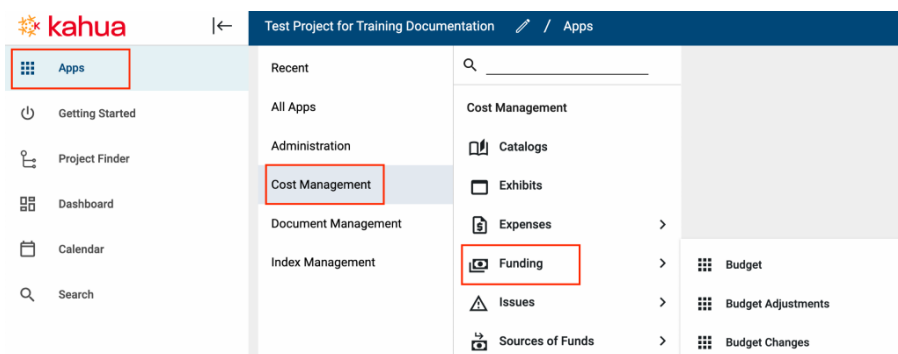 kahua
Test Project for Training Documentation / Apps
Apps
Getting Started
Project Finder
Dashboard
Calendar
Search
Recent
All Apps
Administration
Cost Management
Document Management
Index Management
Cost Management
Catalogs
Exhibits
Expenses
Funding
Issues
Sources of Funds
Budget
Budget Adjustments
Budget Changes